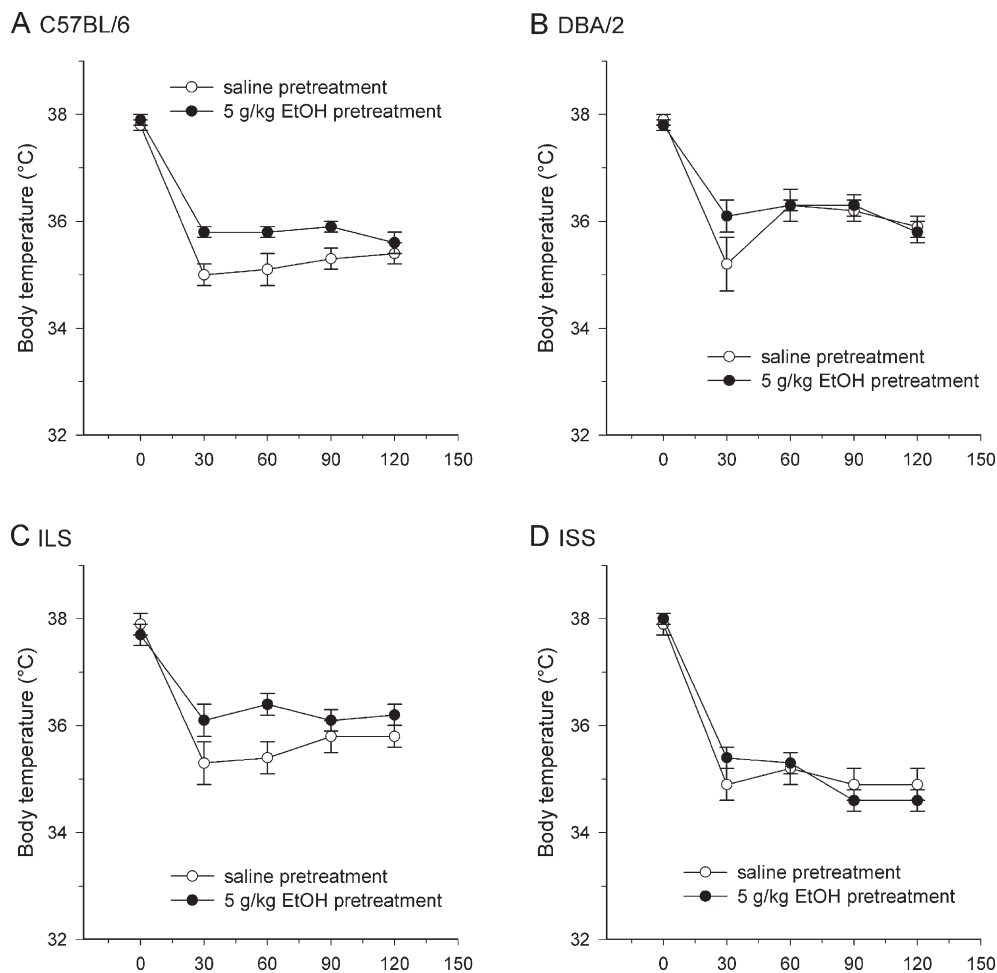 A C57BL/6
saline pretreatment
5 g/kg EtOH pretreatment
Body temperature (°C)
38
36
34
32
0 30 60 90 120 150
B DBA/2
saline pretreatment
5 g/kg EtOH pretreatment
Body temperature (°C)
38
36
34
32
0 30 60 90 120 150
C ILS
saline pretreatment
5 g/kg EtOH pretreatment
Body temperature (°C)
38
36
34
32
0 30 60 90 120 150
D ISS
saline pretreatment
5 g/kg EtOH pretreatment
Body temperature (°C)
38
36
34
32
0 30 60 90 120 150